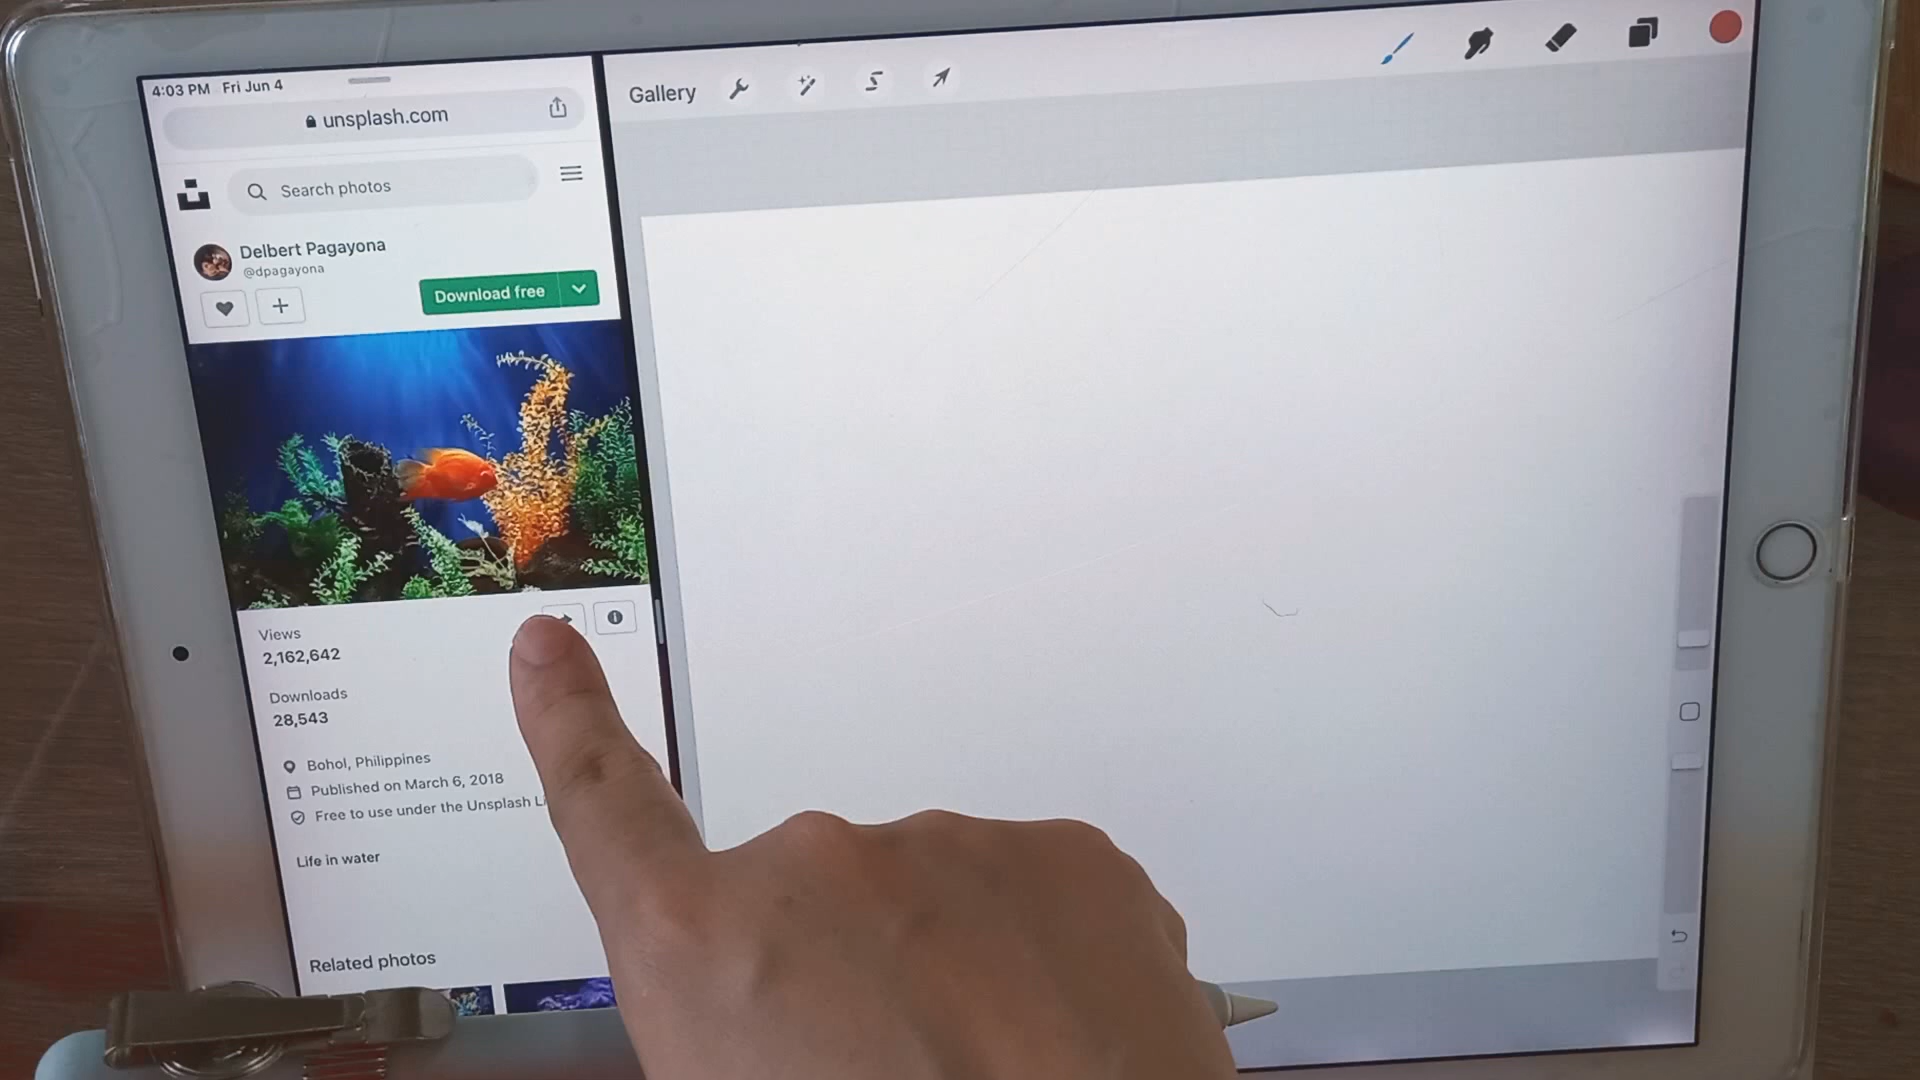 4:03 PM Fri Jun 4
unsplash.com
Search photos
Delbert Pagayona
@dpagayona
Download free
Views
2,162,642
Downloads
28,543
Bohol, Philippines
Published on March 6, 2018
Free to use under the Unsplash
Life in water
Related photos
Gallery